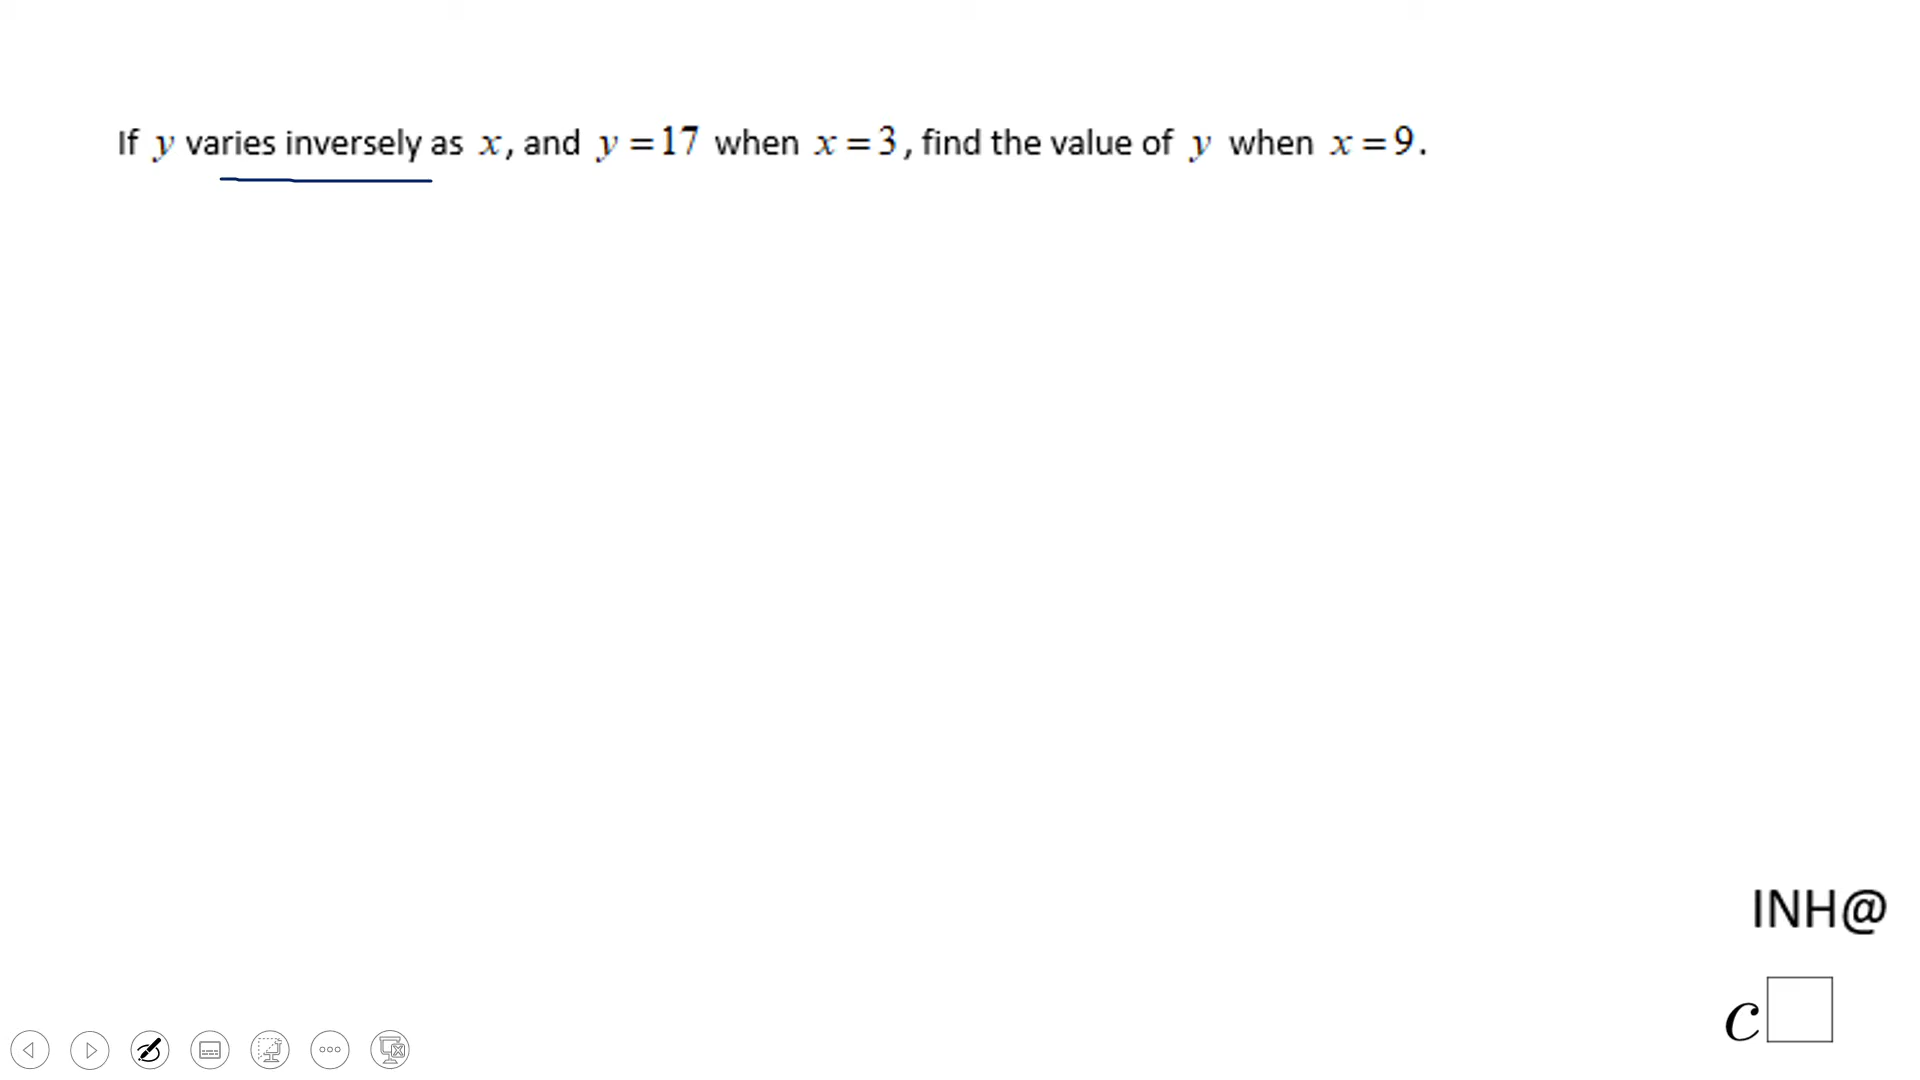 If y varies inversely as x, and y = 17 when x = 3, find the value of y when x = 9.
INH@
c